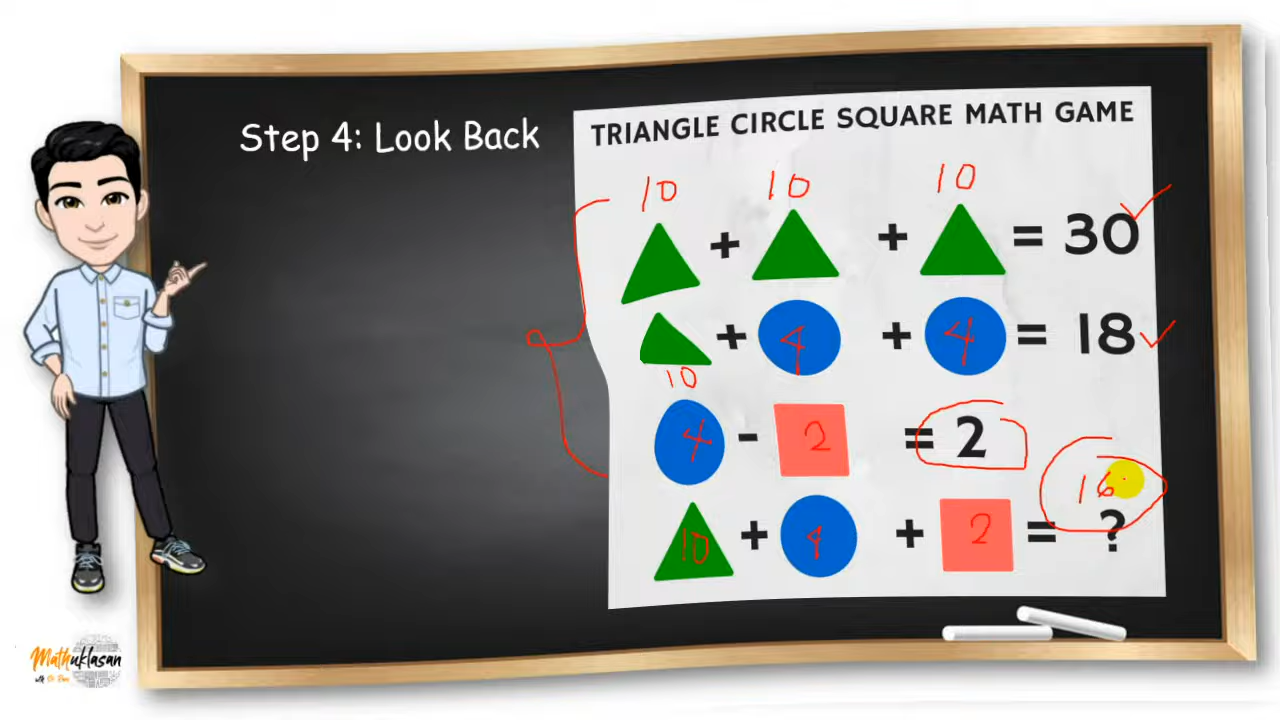 Step 4: Look Back
TRIANGLE CIRCLE SQUARE MATH GAME
10 10 10
+ + = 30
+ 4 + 4 = 18
10
4 - 2 = 2
16
10 + 4 + 2 = ?
Mathuklasan